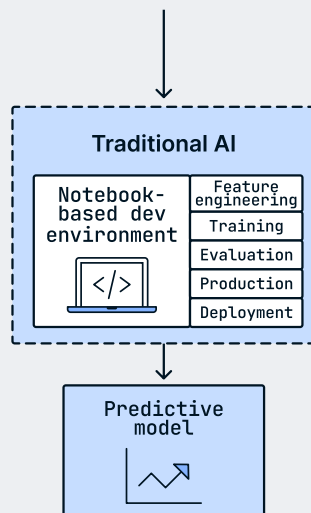 Traditional AI
Notebook-
based dev
environment
Feature
engineering
Training
Evaluation
Production
Deployment
</>
Predictive
model